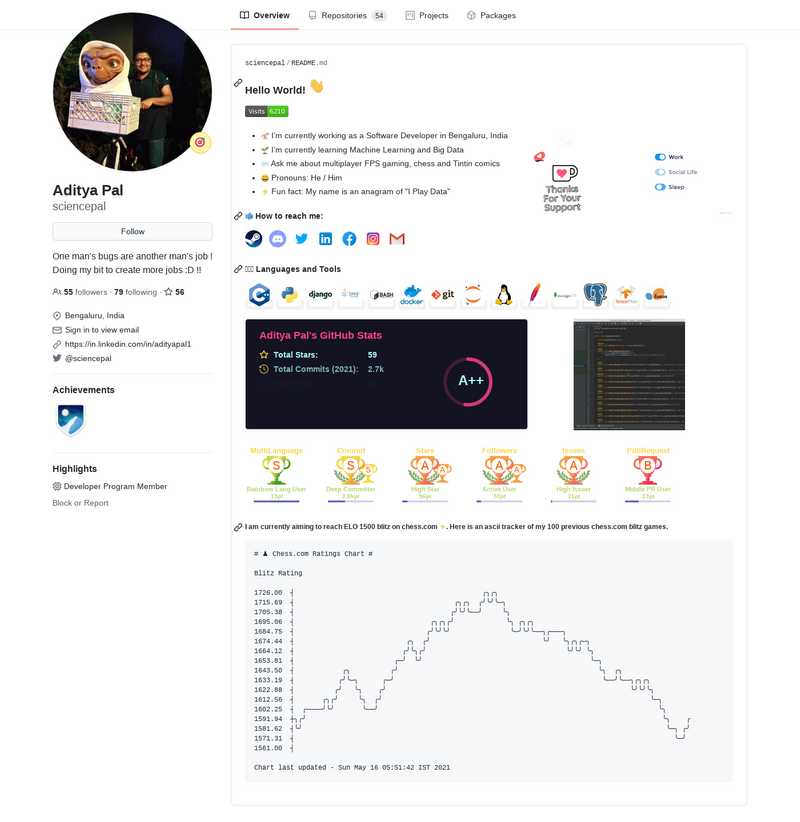 Overview
Repositories 54
Projects
Packages
Aditya Pal
sciencepal
Follow
One man's bugs are another man's job !
Doing my bit to create more jobs :D !!
55 followers · 79 following · 56
Bengaluru, India
Sign in to view email
https://in.linkedin.com/in/adityapal1
@sciencepal
Achievements
Highlights
Developer Program Member
Block or Report
sciencepal / README.md
Hello World! 👋
Visits 6210
I'm currently working as a Software Developer in Bengaluru, India
I'm currently learning Machine Learning and Big Data
Ask me about multiplayer FPS gaming, chess and Tintin comics
Pronouns: He / Him
Fun fact: My name is an anagram of "I Play Data"
Thanks
For Your
Support
Work
Social Life
Sleep
How to reach me:
Languages and Tools
django
BASH
docker
git
Aditya Pal's GitHub Stats
Total Stars: 59
Total Commits (2021): 2.7k
A++
MultiLanguage
S
Rainbow Lang User
Commit
S
Deep Committer
Stars
A
High Star
Followers
A
Active User
Issues
A
High Issuer
PullRequest
B
Middle PR User
I am currently aiming to reach ELO 1500 blitz on chess.com ⚡. Here is an ascii tracker of my 100 previous chess.com blitz games.
# ♟ Chess.com Ratings Chart #
Blitz Rating
1726.00
1715.69
1705.38
1695.06
1684.75
1674.44
1664.12
1653.81
1643.50
1633.19
1622.88
1612.56
1602.25
1591.94
1581.62
1571.31
1561.00
Chart last updated - Sun May 16 05:51:42 IST 2021